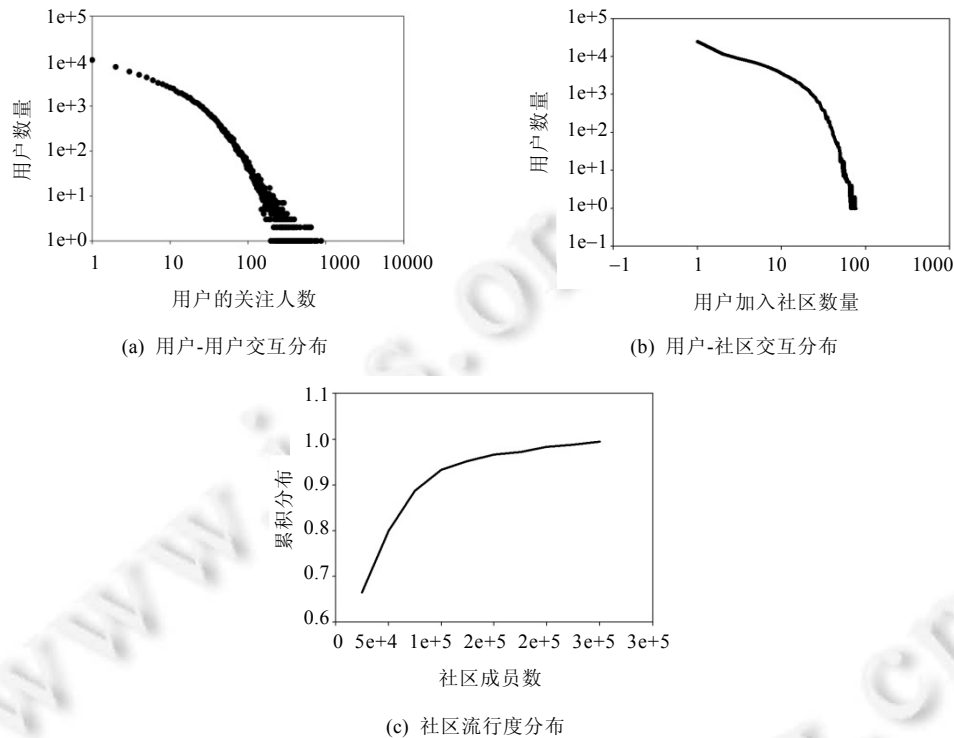 1e+5
1e+4
1e+3
1e+2
1e+1
1e+0
用户数量
1 10 100 1000 10000
用户的关注人数
(a) 用户-用户交互分布
1e+5
1e+4
1e+3
1e+2
1e+1
1e+0
1e−1
用户数量
−1 1 10 100 1000
用户加入社区数量
(b) 用户-社区交互分布
1.1
1.0
0.9
0.8
0.7
0.6
累积分布
0 5e+4 1e+5 2e+5 2e+5 3e+5 3e+5
社区成员数
(c) 社区流行度分布